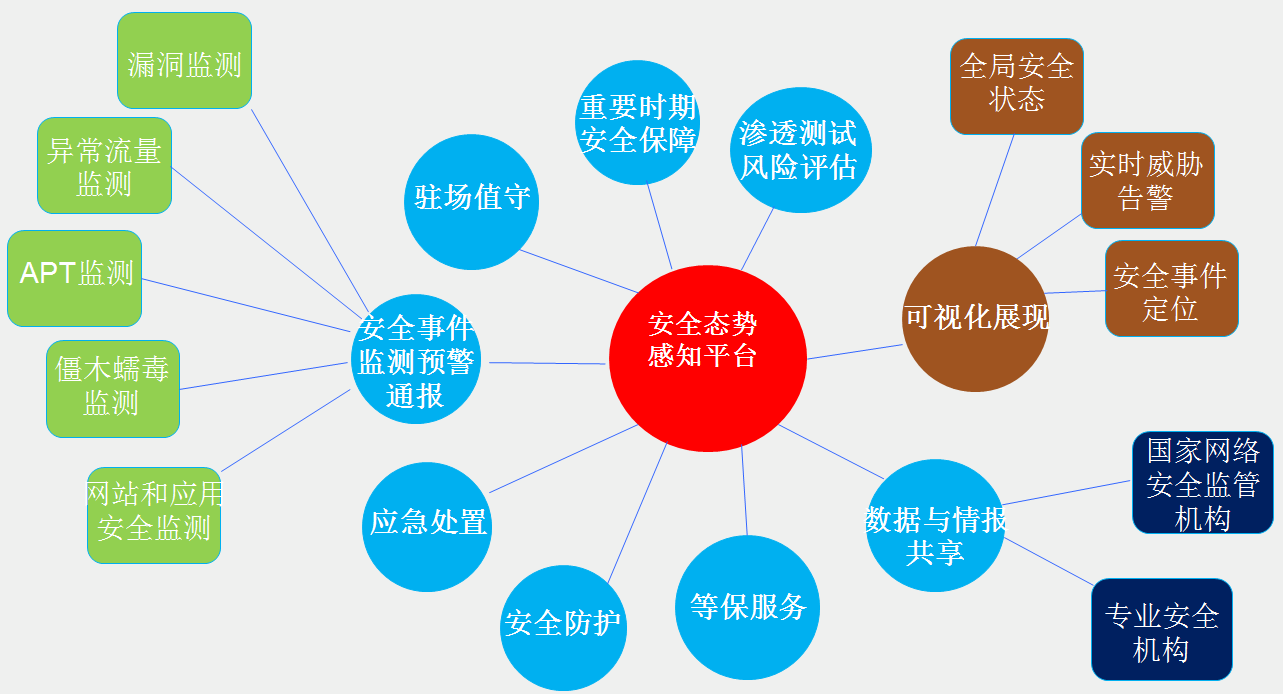 漏洞监测
异常流量
监测
APT监测
僵木蠕毒
监测
网站和应用
安全监测
安全事件
监测预警
通报
驻场值守
重要时期
安全保障
渗透测试
风险评估
安全态势
感知平台
应急处置
安全防护
等保服务
数据与情报
共享
可视化展现
全局安全
状态
实时威胁
告警
安全事件
定位
国家网络
安全监管
机构
专业安全
机构